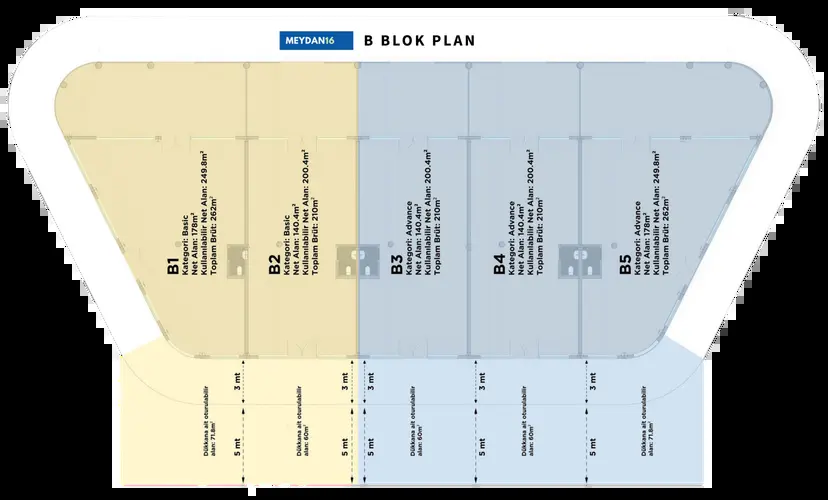 MEYDAN16
B BLOK PLAN
B1
Kategori: Basic
Net Alan: 178m²
Kullanılabilir Net Alan: 249.8m²
Toplam Brüt: 262m²
B2
Kategori: Basic
Net Alan: 140.4m²
Kullanılabilir Net Alan: 200.4m²
Toplam Brüt: 210m²
B3
Kategori: Advance
Net Alan: 140.4m²
Kullanılabilir Net Alan: 200.4m²
Toplam Brüt: 210m²
B4
Kategori: Advance
Net Alan: 140.4m²
Kullanılabilir Net Alan: 200.4m²
Toplam Brüt: 210m²
B5
Kategori: Advance
Net Alan: 178m²
Kullanılabilir Net Alan: 249.8m²
Toplam Brüt: 262m²
3 mt
3 mt
3 mt
3 mt
3 mt
Dükkana ait oturulabilir
alan: 71.8m²
5 mt
Dükkana ait oturulabilir
alan: 60m²
5 mt
5 mt
Dükkana ait oturulabilir
alan: 60m²
5 mt
Dükkana ait oturulabilir
alan: 60m²
5 mt
Dükkana ait oturulabilir
alan: 71.8m²